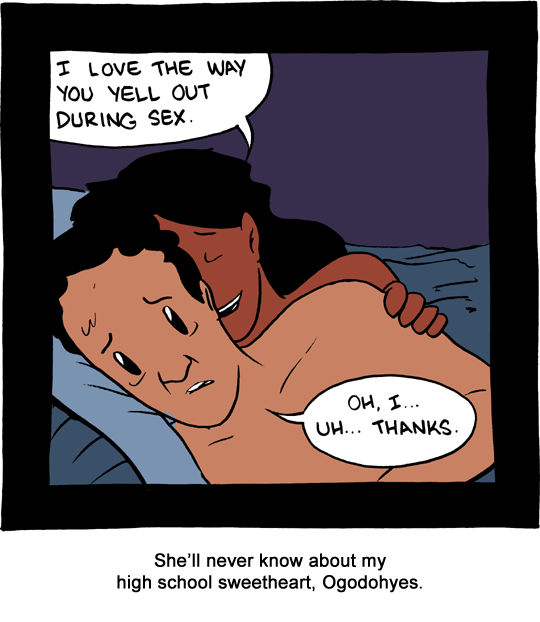 I LOVE THE WAY
YOU YELL OUT
DURING SEX.
OH, I...
UH... THANKS.
She'll never know about my
high school sweetheart, Ogodohyes.